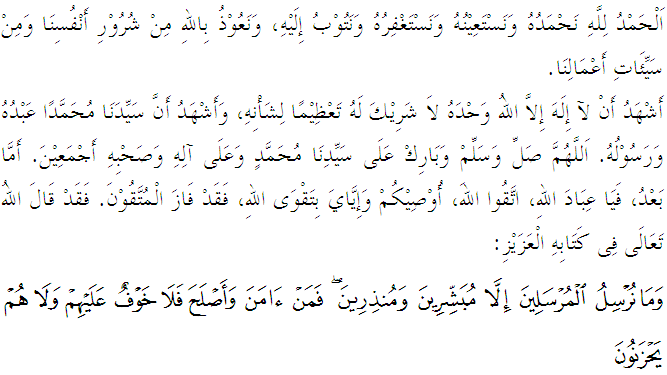 اَلْحَمْدُ لِلَّهِ نَحْمَدُهُ وَنَسْتَعِيْنُهُ وَنَسْتَغْفِرُهُ وَنَتُوْبُ إِلَيْهِ، وَنَعُوْذُ بِاللهِ مِنْ شُرُوْرِ أَنْفُسِنَا وَمِنْ
سَيِّئَاتِ أَعْمَالِنَا.
أَشْهَدُ أَنْ لآ إِلَهَ إِلاَّ اللهُ وَحْدَهُ لاَ شَرِيْكَ لَهُ تَعْظِيْمًا لِشَأْنِهِ، وَأَشْهَدُ أَنَّ سَيِّدَنَا مُحَمَّدًا عَبْدُهُ
وَرَسُوْلُهُ. اَللَّهُمَّ صَلِّ وَسَلِّمْ وَبَارِكْ عَلَى سَيِّدِنَا مُحَمَّدٍ وَعَلَى آلِهِ وَصَحْبِهِ أَجْمَعِيْنَ. أَمَّا
بَعْدُ، فَيَا عِبَادَ اللهِ، اتَّقُوا اللهَ، أُوْصِيْكُمْ وَإِيَّايَ بِتَقْوَى اللهِ، فَقَدْ فَازَ الْمُتَّقُوْنَ. فَقَدْ قَالَ اللهُ
تَعَالَى فِى كَتَابِهِ الْعَزَيْزِ:
وَمَا نُرۡسِلُ ٱلۡمُرۡسَلِينَ إِلَّا مُبَشِّرِينَ وَمُنذِرِينَۖ فَمَنۡ ءَامَنَ وَأَصۡلَحَ فَلَا خَوۡفٌ عَلَيۡهِمۡ وَلَا هُمۡ
يَحۡزَنُونَ